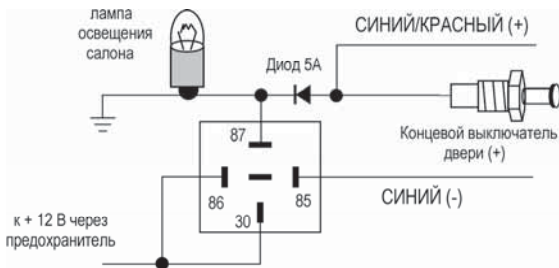 лампа
освещения
салона
СИНИЙ/КРАСНЫЙ (+)
Диод 5А
Концевой выключатель
двери (+)
87
86
85
30
СИНИЙ (-)
к + 12 В через
предохранитель